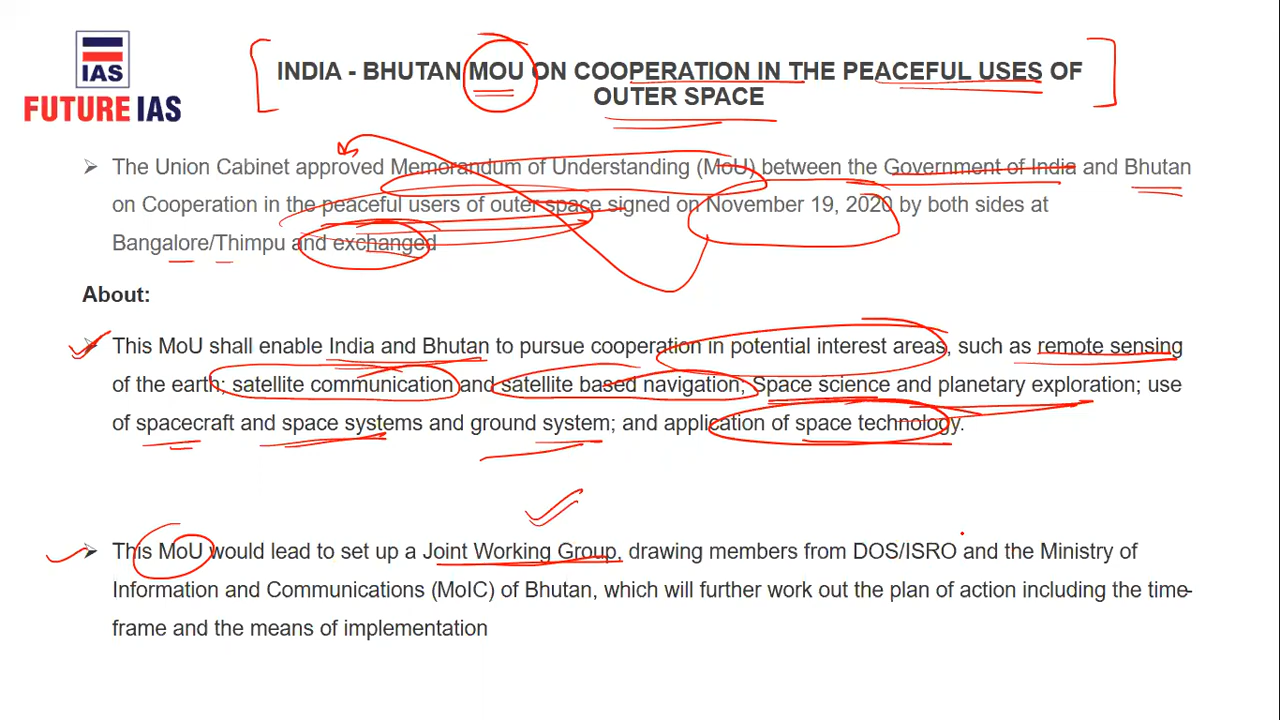 IAS
FUTURE IAS
INDIA - BHUTAN MOU ON COOPERATION IN THE PEACEFUL USES OF
OUTER SPACE
The Union Cabinet approved Memorandum of Understanding (MoU) between the Government of India and Bhutan
on Cooperation in the peaceful users of outer space signed on November 19, 2020 by both sides at
Bangalore/Thimpu and exchanged
About:
This MoU shall enable India and Bhutan to pursue cooperation in potential interest areas, such as remote sensing
of the earth; satellite communication and satellite based navigation; Space science and planetary exploration; use
of spacecraft and space systems and ground system; and application of space technology.
This MoU would lead to set up a Joint Working Group, drawing members from DOS/ISRO and the Ministry of
Information and Communications (MoIC) of Bhutan, which will further work out the plan of action including the time-
frame and the means of implementation